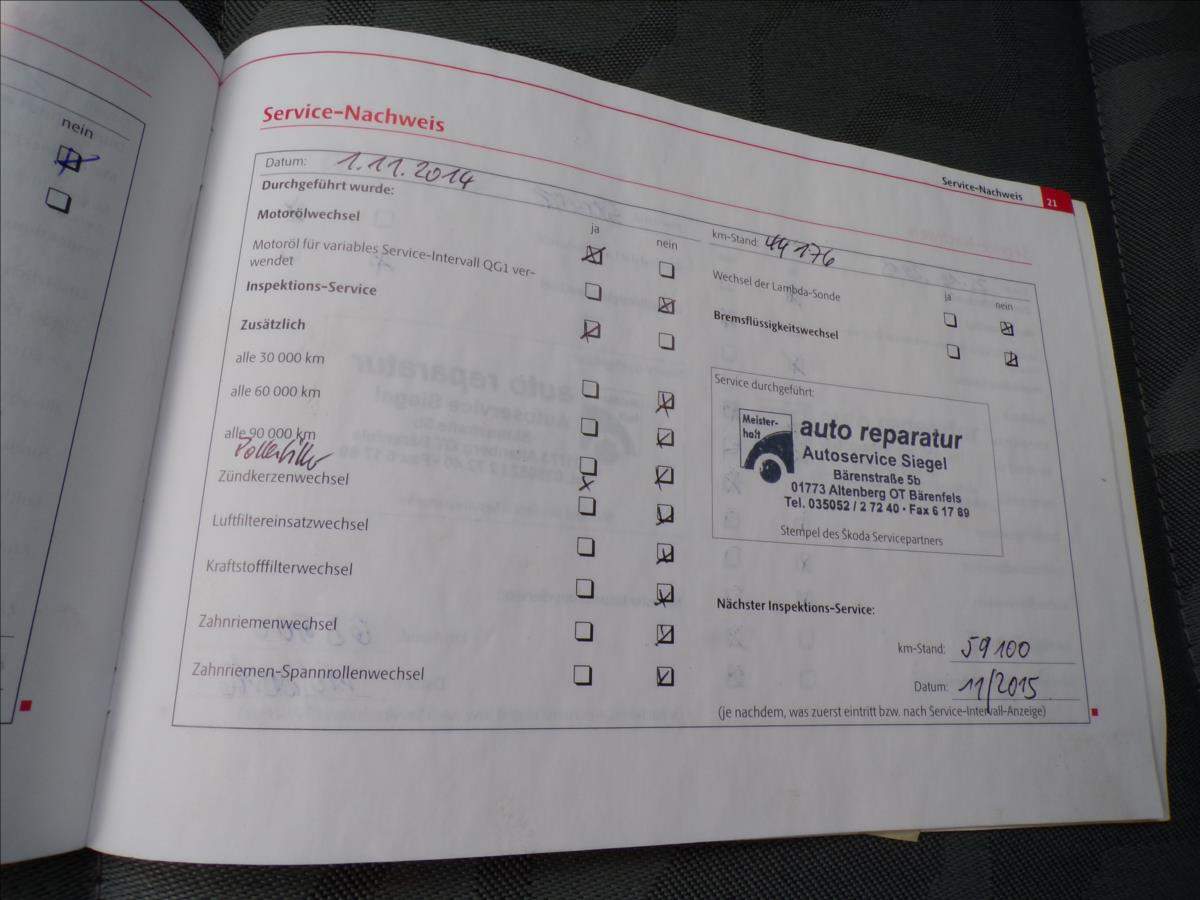 nein
Service-Nachweis
Service-Nachweis 21
Datum: 1.11.2014
Durchgeführt wurde:
ja nein
Motorölwechsel
Motoröl für variables Service-Intervall QG1 ver-
wendet
Inspektions-Service
Zusätzlich
alle 30 000 km
alle 60 000 km
alle 90 000 km
Pollenfilter
Zündkerzenwechsel
Luftfiltereinsatzwechsel
Kraftstofffilterwechsel
Zahnriemenwechsel
Zahnriemen-Spannrollenwechsel
km-Stand: 44176
ja nein
Wechsel der Lambda-Sonde
Bremsflüssigkeitswechsel
Service durchgeführt:
Meister-
haft
auto reparatur
Autoservice Siegel
Bärenstraße 5b
01773 Altenberg OT Bärenfels
Tel. 035052 / 2 72 40 • Fax 6 17 89
Stempel des Škoda Servicepartners
Nächster Inspektions-Service:
km-Stand: 59100
Datum: 11/2015
(je nachdem, was zuerst eintritt bzw. nach Service-Intervall-Anzeige)